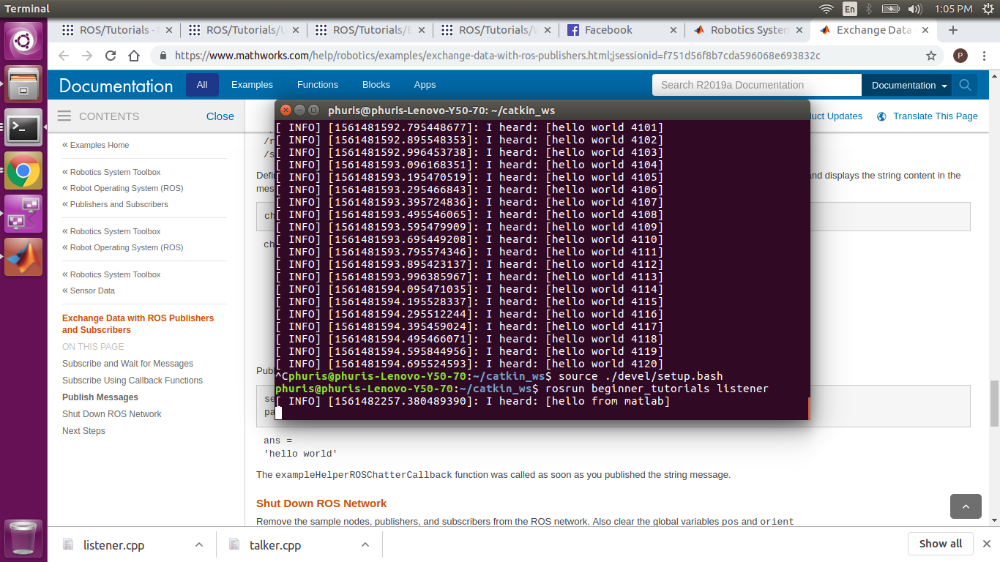 Terminal
En
1:05 PM
ROS/Tutorials -
ROS/Tutorials/
ROS/Tutorials/
ROS/Tutorials/
Facebook
Robotics System
Exchange Data
https://www.mathworks.com/help/robotics/examples/exchange-data-with-ros-publishers.html;jsessionid=f751d56f8b7cda596068e693832c
P
Documentation
All
Examples
Functions
Blocks
Apps
Search R2019a Documentation
Documentation
CONTENTS
Close
Updates
Translate This Page
« Examples Home
« Robotics System Toolbox
« Robot Operating System (ROS)
« Publishers and Subscribers
« Robotics System Toolbox
« Robot Operating System (ROS)
« Robotics System Toolbox
« Sensor Data
Exchange Data with ROS Publishers
and Subscribers
ON THIS PAGE
Subscribe and Wait for Messages
Subscribe Using Callback Functions
Publish Messages
Shut Down ROS Network
Next Steps
and displays the string content in the
phuris@phuris-Lenovo-Y50-70: ~/catkin_ws
[ INFO] [1561481592.795448677]: I heard: [hello world 4101]
[ INFO] [1561481592.895548353]: I heard: [hello world 4102]
[ INFO] [1561481592.996453738]: I heard: [hello world 4103]
[ INFO] [1561481593.096168351]: I heard: [hello world 4104]
[ INFO] [1561481593.195470519]: I heard: [hello world 4105]
[ INFO] [1561481593.295466843]: I heard: [hello world 4106]
[ INFO] [1561481593.395724836]: I heard: [hello world 4107]
[ INFO] [1561481593.495546065]: I heard: [hello world 4108]
[ INFO] [1561481593.595479909]: I heard: [hello world 4109]
[ INFO] [1561481593.695449208]: I heard: [hello world 4110]
[ INFO] [1561481593.795574346]: I heard: [hello world 4111]
[ INFO] [1561481593.895423137]: I heard: [hello world 4112]
[ INFO] [1561481593.996385967]: I heard: [hello world 4113]
[ INFO] [1561481594.095471035]: I heard: [hello world 4114]
[ INFO] [1561481594.195528337]: I heard: [hello world 4115]
[ INFO] [1561481594.295512244]: I heard: [hello world 4116]
[ INFO] [1561481594.395459024]: I heard: [hello world 4117]
[ INFO] [1561481594.495466071]: I heard: [hello world 4118]
[ INFO] [1561481594.595844956]: I heard: [hello world 4119]
[ INFO] [1561481594.695524593]: I heard: [hello world 4120]
^Cphuris@phuris-Lenovo-Y50-70:~/catkin_ws$ source ./devel/setup.bash
phuris@phuris-Lenovo-Y50-70:~/catkin_ws$ rosrun beginner_tutorials listener
[ INFO] [1561482257.380489390]: I heard: [hello from matlab]
ans =
'hello world'
The exampleHelperROSChatterCallback function was called as soon as you published the string message.
Shut Down ROS Network
Remove the sample nodes, publishers, and subscribers from the ROS network. Also clear the global variables pos and orient
listener.cpp
talker.cpp
Show all